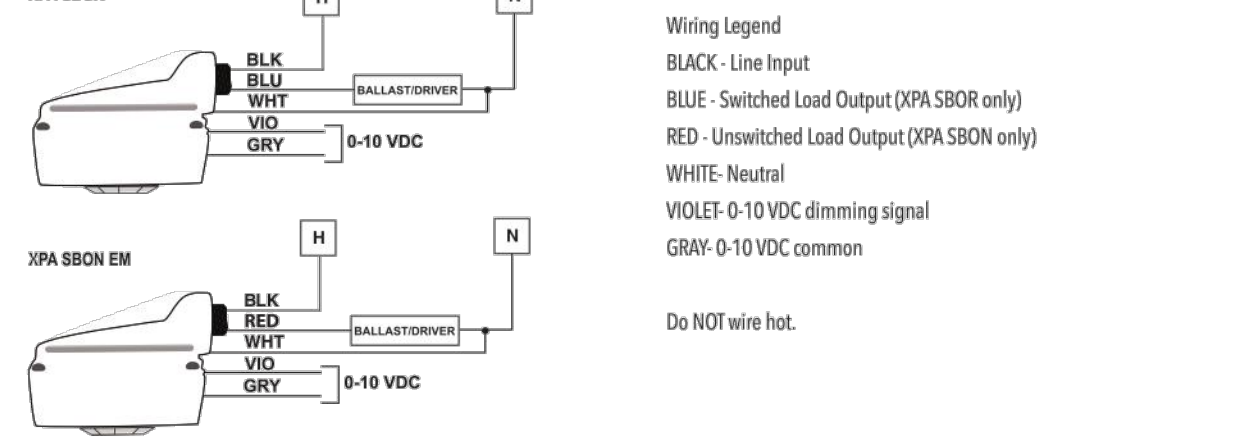 H
N
BLK
BLU
BALLAST/DRIVER
WHT
VIO
0-10 VDC
GRY
XPA SBON EM
H
N
BLK
RED
BALLAST/DRIVER
WHT
VIO
0-10 VDC
GRY
Wiring Legend
BLACK - Line Input
BLUE - Switched Load Output (XPA SBOR only)
RED - Unswitched Load Output (XPA SBON only)
WHITE- Neutral
VIOLET- 0-10 VDC dimming signal
GRAY- 0-10 VDC common
Do NOT wire hot.